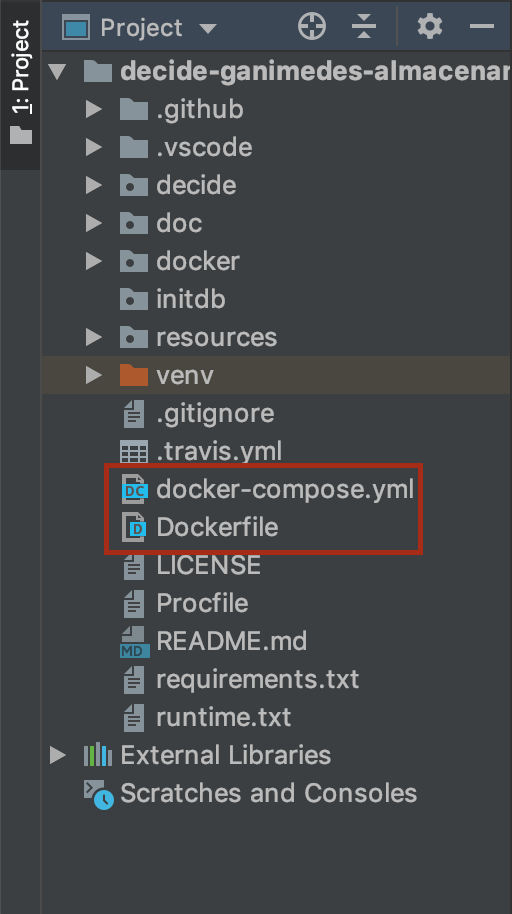 1: Project
Project
decide-ganimedes-almacenar
.github
.vscode
decide
doc
docker
initdb
resources
venv
.gitignore
.travis.yml
DC docker-compose.yml
D Dockerfile
LICENSE
Procfile
MD README.md
requirements.txt
runtime.txt
External Libraries
Scratches and Consoles